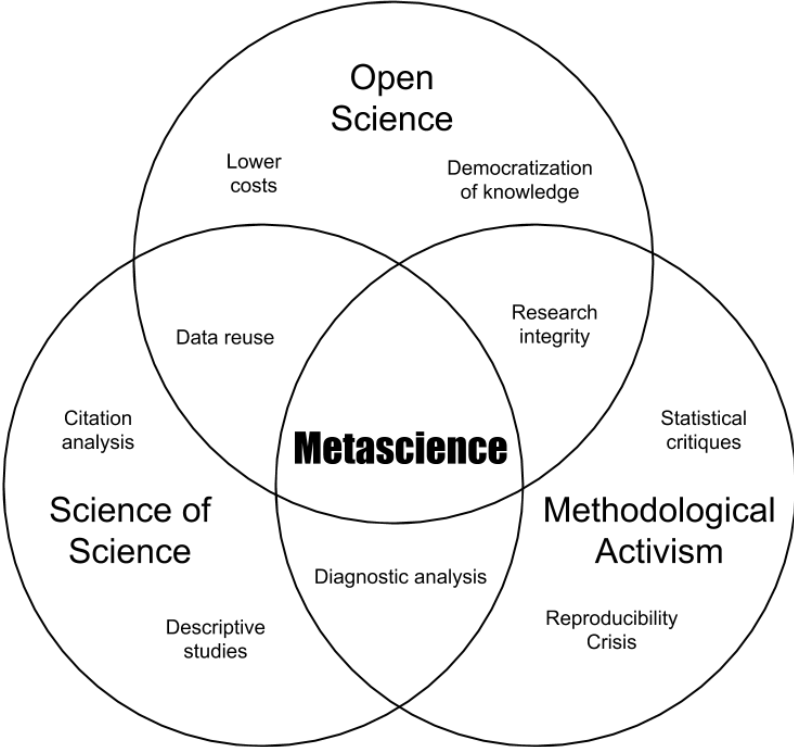 Open
Science
Lower
costs
Democratization
of knowledge
Data reuse
Research
integrity
Citation
analysis
Statistical
critiques
Metascience
Science of
Science
Methodological
Activism
Diagnostic analysis
Descriptive
studies
Reproducibility
Crisis